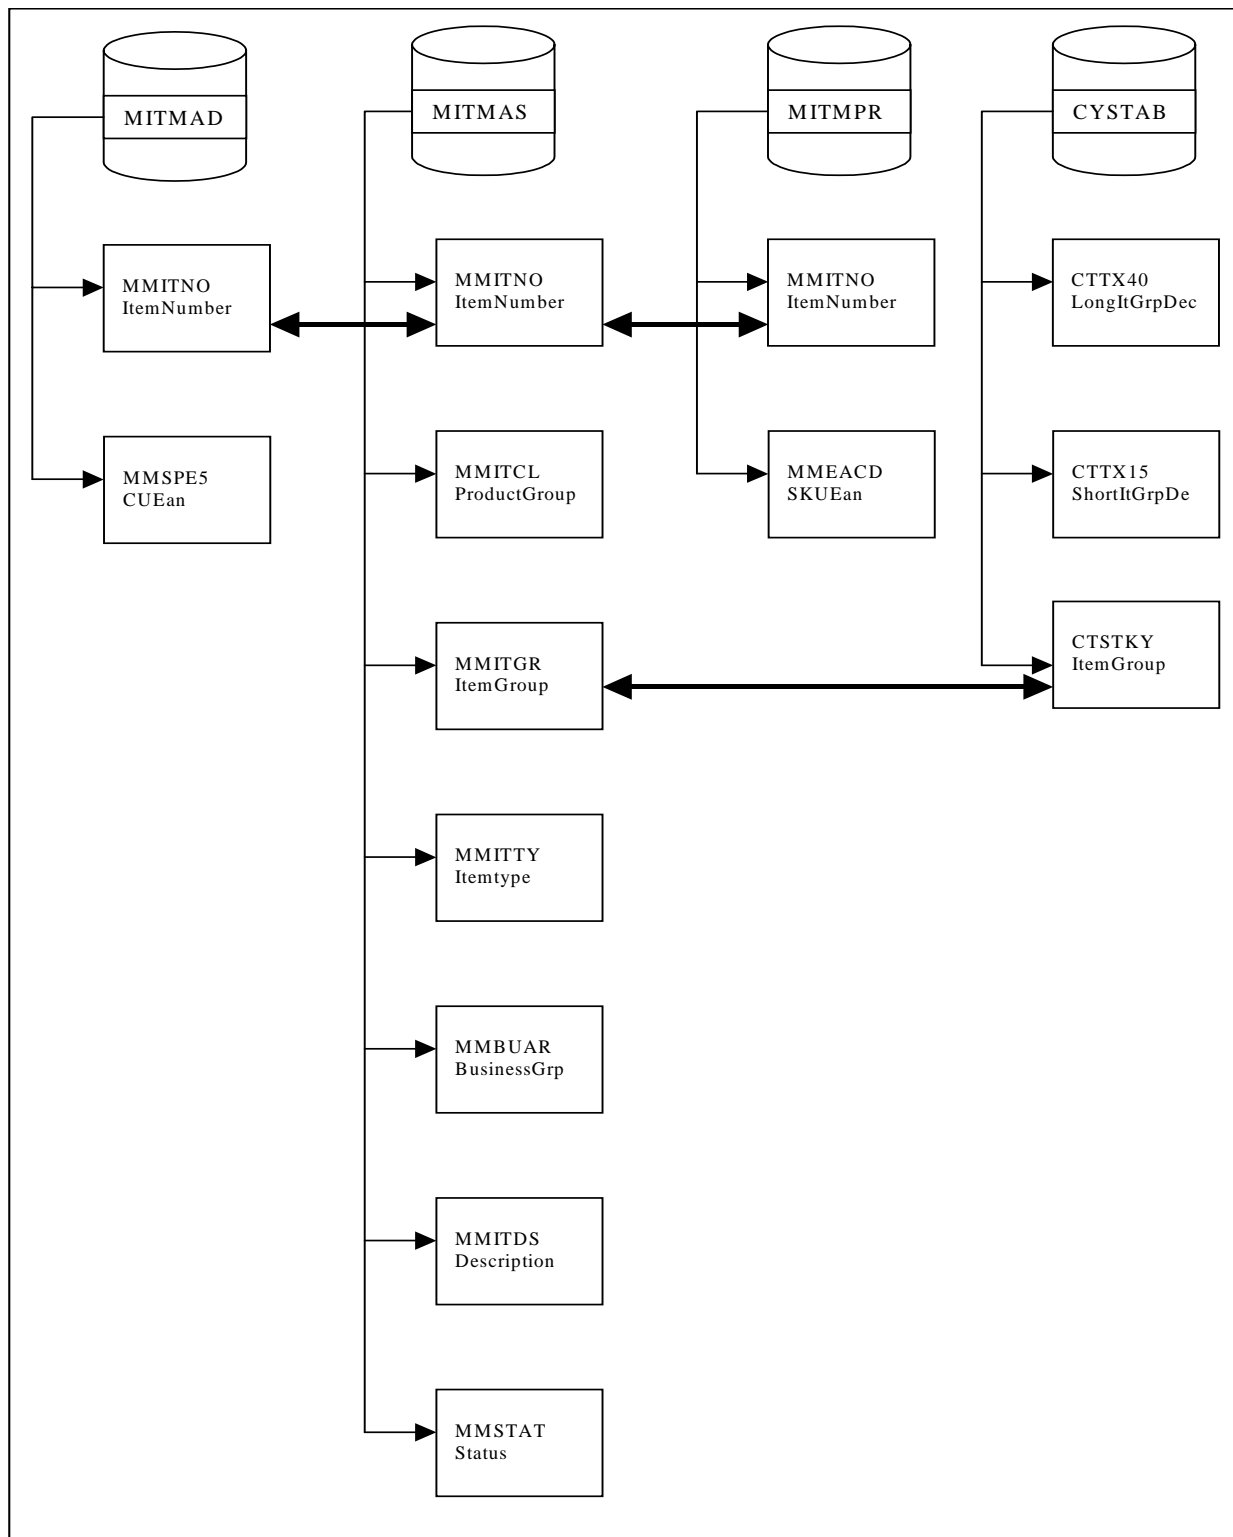 MITMAD
MITMAS
MITMPR
CYSTAB
MMITNO
ItemNumber
MMITNO
ItemNumber
MMITNO
ItemNumber
CTTX40
LongItGrpDec
MMSPE5
CUEan
MMITCL
ProductGroup
MMEACD
SKUEan
CTTX15
ShortItGrpDe
MMITGR
ItemGroup
CTSTKY
ItemGroup
MMITTY
Itemtype
MMBUAR
BusinessGrp
MMITDS
Description
MMSTAT
Status